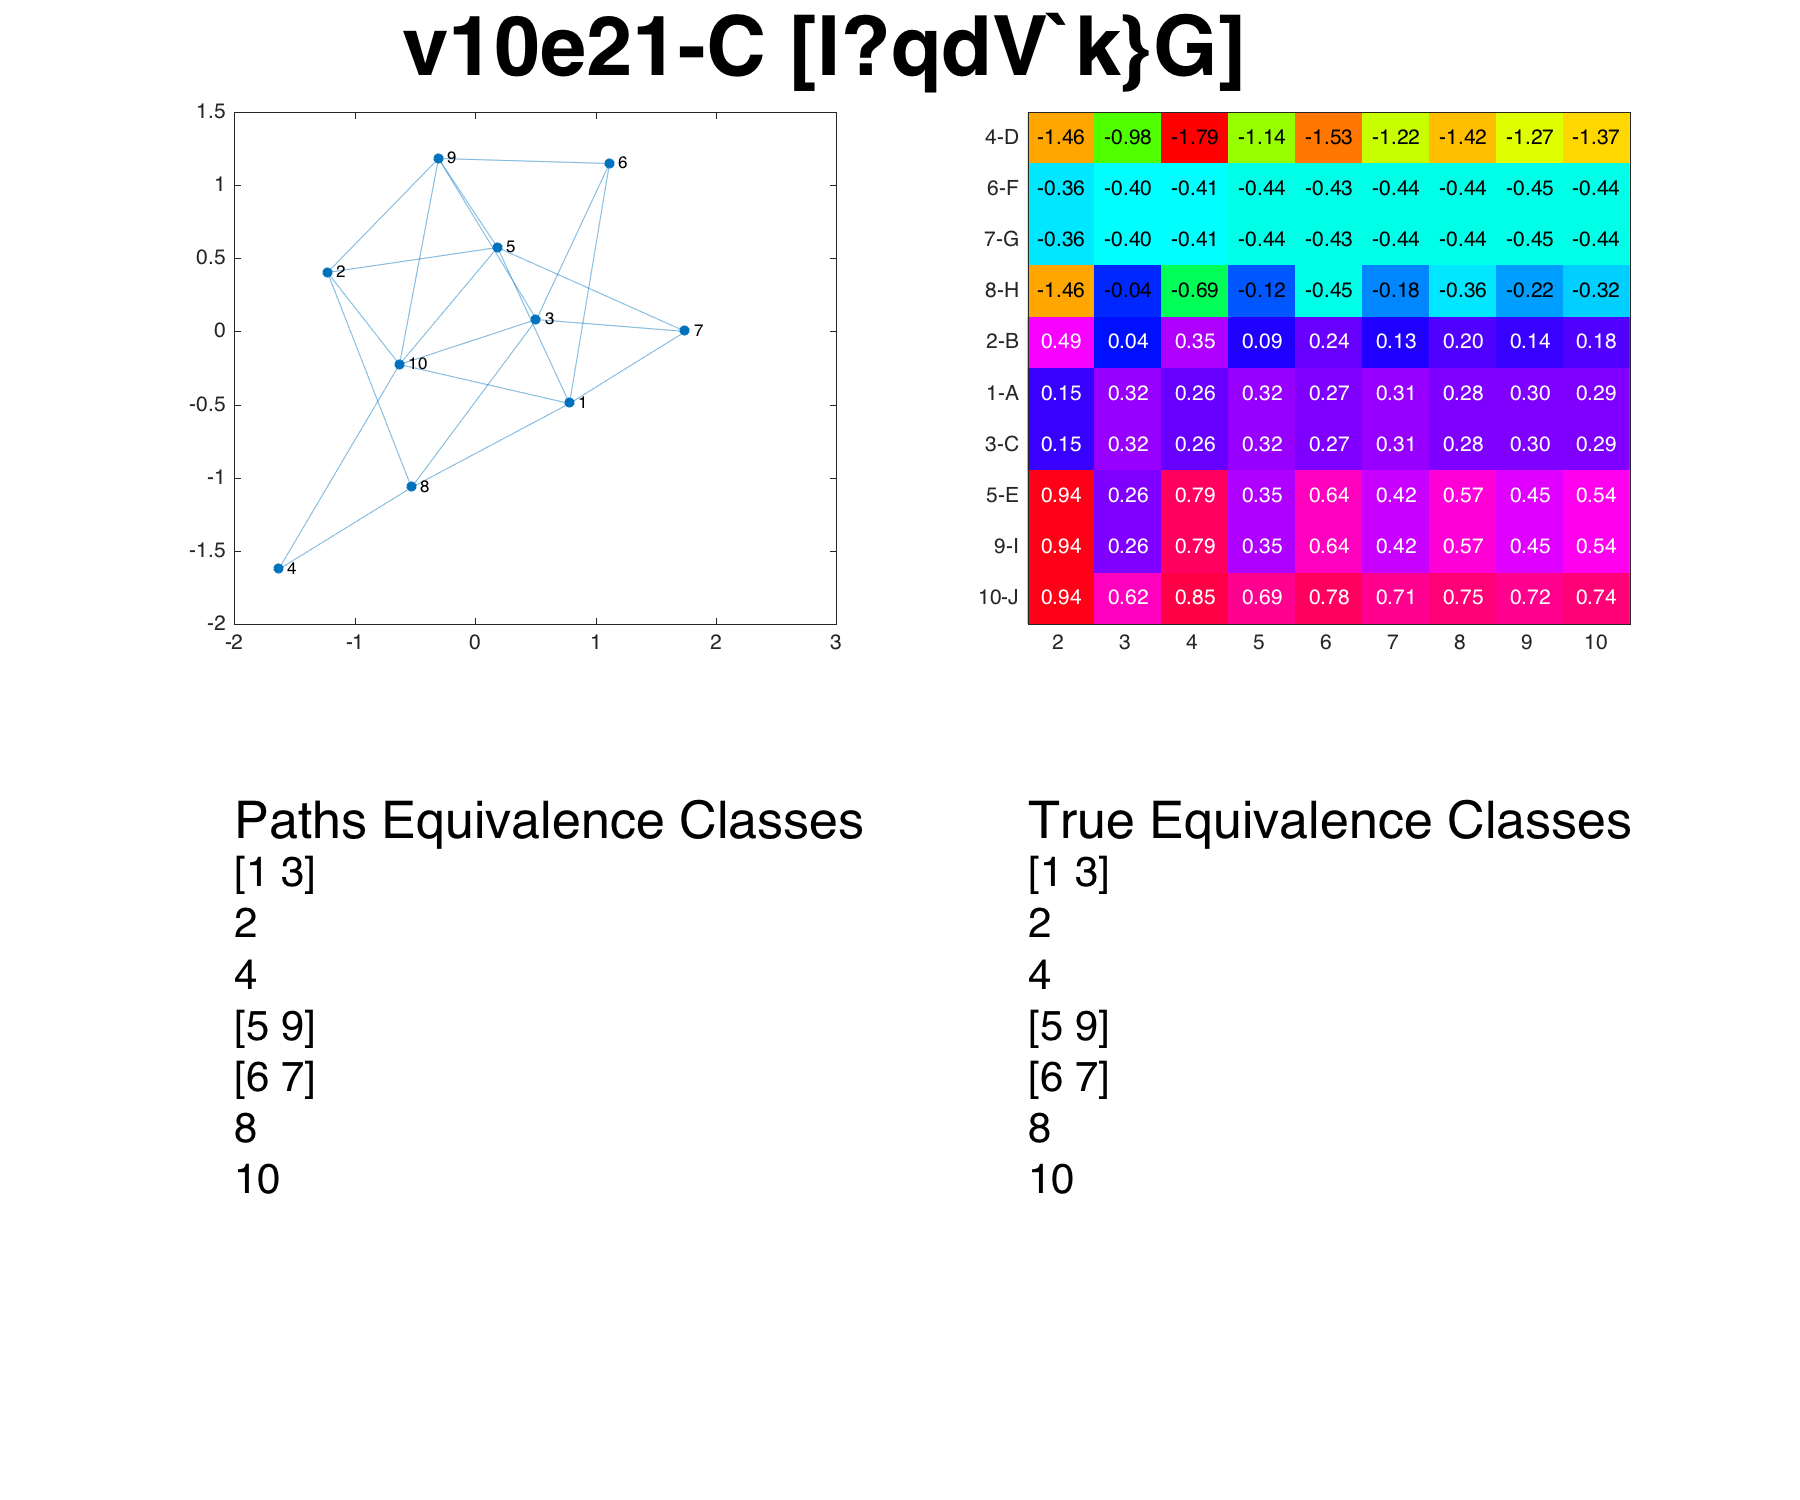 v10e21-C [I?qdV`k}G]
1.5
1
0.5
0
-0.5
-1
-1.5
-2
-2 -1 0 1 2 3
9
6
5
2
3
7
10
1
8
4
4-D -1.46 -0.98 -1.79 -1.14 -1.53 -1.22 -1.42 -1.27 -1.37
6-F -0.36 -0.40 -0.41 -0.44 -0.43 -0.44 -0.44 -0.45 -0.44
7-G -0.36 -0.40 -0.41 -0.44 -0.43 -0.44 -0.44 -0.45 -0.44
8-H -1.46 -0.04 -0.69 -0.12 -0.45 -0.18 -0.36 -0.22 -0.32
2-B 0.49 0.04 0.35 0.09 0.24 0.13 0.20 0.14 0.18
1-A 0.15 0.32 0.26 0.32 0.27 0.31 0.28 0.30 0.29
3-C 0.15 0.32 0.26 0.32 0.27 0.31 0.28 0.30 0.29
5-E 0.94 0.26 0.79 0.35 0.64 0.42 0.57 0.45 0.54
9-I 0.94 0.26 0.79 0.35 0.64 0.42 0.57 0.45 0.54
10-J 0.94 0.62 0.85 0.69 0.78 0.71 0.75 0.72 0.74
2 3 4 5 6 7 8 9 10
Paths Equivalence Classes
[1 3]
2
4
[5 9]
[6 7]
8
10
True Equivalence Classes
[1 3]
2
4
[5 9]
[6 7]
8
10